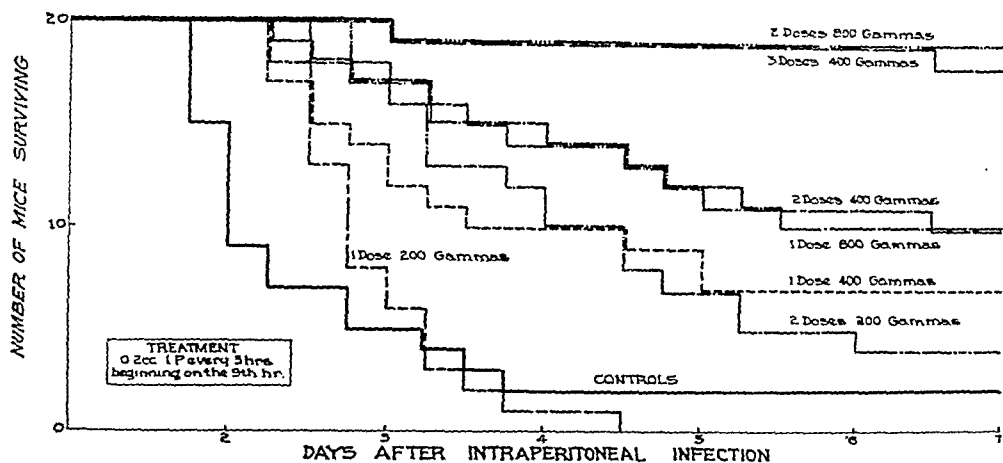 20
10
0
NUMBER OF MICE SURVIVING
2 Doses 800 Gammas
3 Doses 400 Gammas
2 Doses 400 Gammas
1 Dose 800 Gammas
1 Dose 200 Gammas
1 Dose 400 Gammas
2 Doses 200 Gammas
CONTROLS
TREATMENT
0.2cc I.P. every 3 hrs
beginning on the 9th hr.
2 3 4 5 6 7
DAYS AFTER INTRAPERITONEAL INFECTION